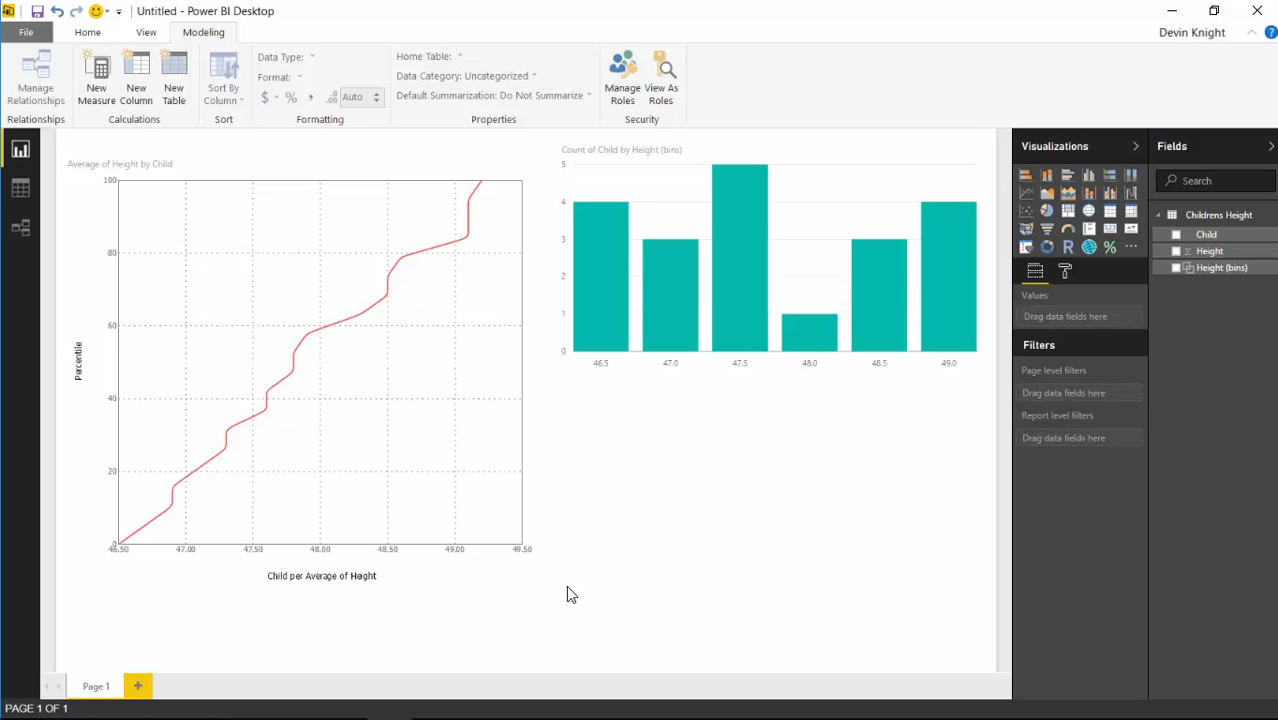 Untitled - Power BI Desktop
File
Home
View
Modeling
Devin Knight
Manage Relationships
Relationships
New Measure
New Column
New Table
Calculations
Sort By Column
Sort
Data Type:
Format:
$ % , .00 Auto
Formatting
Home Table:
Data Category: Uncategorized
Default Summarization: Do Not Summarize
Properties
Manage Roles
View As Roles
Security
Average of Height by Child
100
80
60
40
20
0
Percentile
46.50 47.00 47.50 48.00 48.50 49.00 49.50
Child per Average of Height
Count of Child by Height (bins)
5
4
3
2
1
0
46.5 47.0 47.5 48.0 48.5 49.0
Visualizations
R
Values
Drag data fields here
Filters
Page level filters
Drag data fields here
Report level filters
Drag data fields here
Fields
Search
Childrens Height
Child
Σ Height
Height (bins)
Page 1
PAGE 1 OF 1